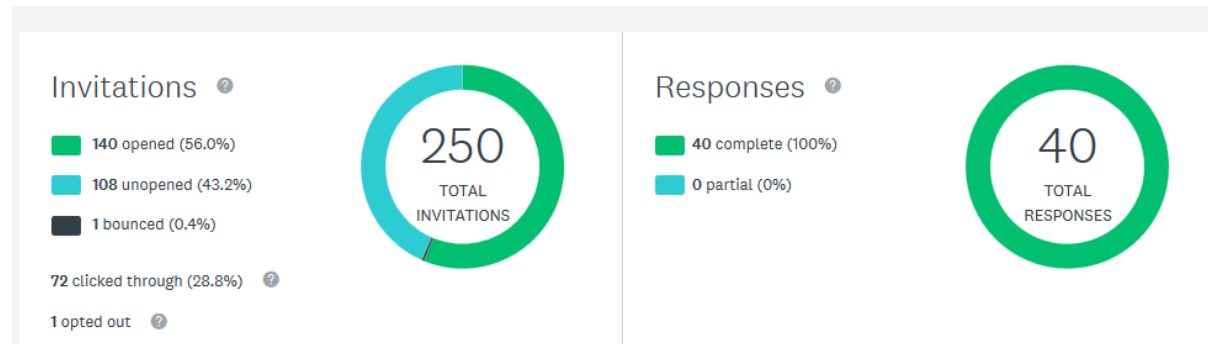 Invitations ?
140 opened (56.0%)
108 unopened (43.2%)
1 bounced (0.4%)
72 clicked through (28.8%) ?
1 opted out ?
250
TOTAL
INVITATIONS
Responses ?
40 complete (100%)
0 partial (0%)
40
TOTAL
RESPONSES